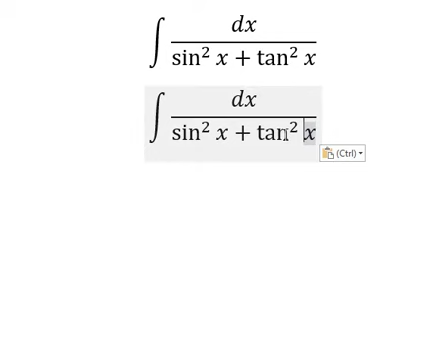 ∫ dx / (sin² x + tan² x)
∫ dx / (sin² x + tan² x)
(Ctrl)